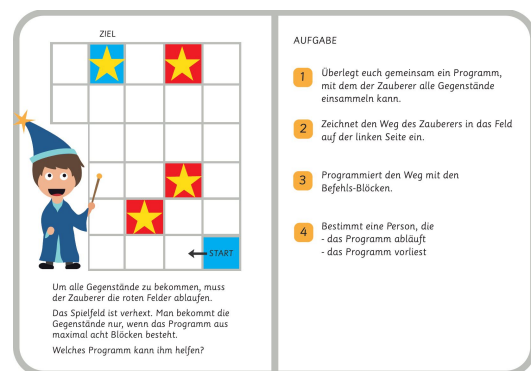 ZIEL
START
Um alle Gegenstände zu bekommen, muss
der Zauberer die roten Felder ablaufen.
Das Spielfeld ist verhext. Man bekommt die
Gegenstände nur, wenn das Programm aus
maximal acht Blöcken besteht.
Welches Programm kann ihm helfen?
AUFGABE
1 Überlegt euch gemeinsam ein Programm,
mit dem der Zauberer alle Gegenstände
einsammeln kann.
2 Zeichnet den Weg des Zauberers in das Feld
auf der linken Seite ein.
3 Programmiert den Weg mit den
Befehls-Blöcken.
4 Bestimmt eine Person, die
- das Programm abläuft
- das Programm vorliest